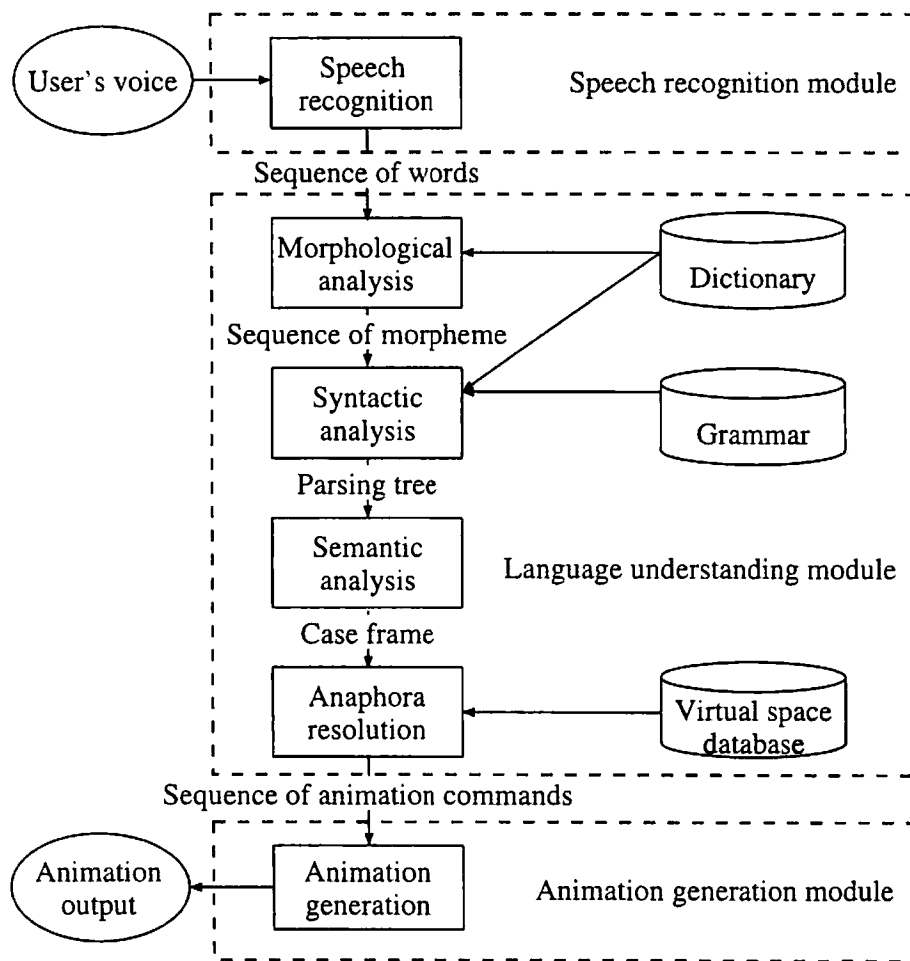 User's voice
Speech
recognition
Speech recognition module
Sequence of words
Morphological
analysis
Dictionary
Sequence of morpheme
Syntactic
analysis
Grammar
Parsing tree
Semantic
analysis
Language understanding module
Case frame
Anaphora
resolution
Virtual space
database
Sequence of animation commands
Animation
output
Animation
generation
Animation generation module